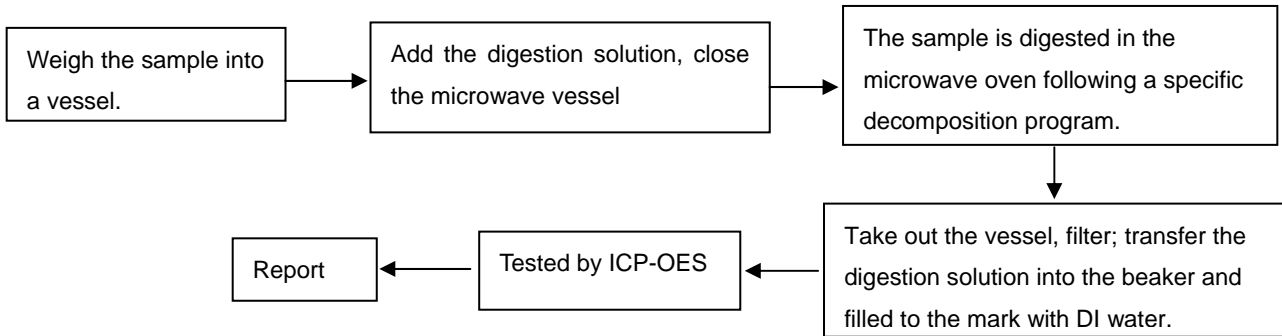 Weigh the sample into
a vessel.
Add the digestion solution, close
the microwave vessel
The sample is digested in the
microwave oven following a specific
decomposition program.
Take out the vessel, filter; transfer the
digestion solution into the beaker and
filled to the mark with DI water.
Tested by ICP-OES
Report